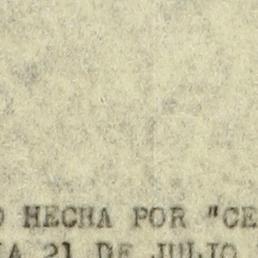 O HECHA POR "CE
A 21 DE JULIO D